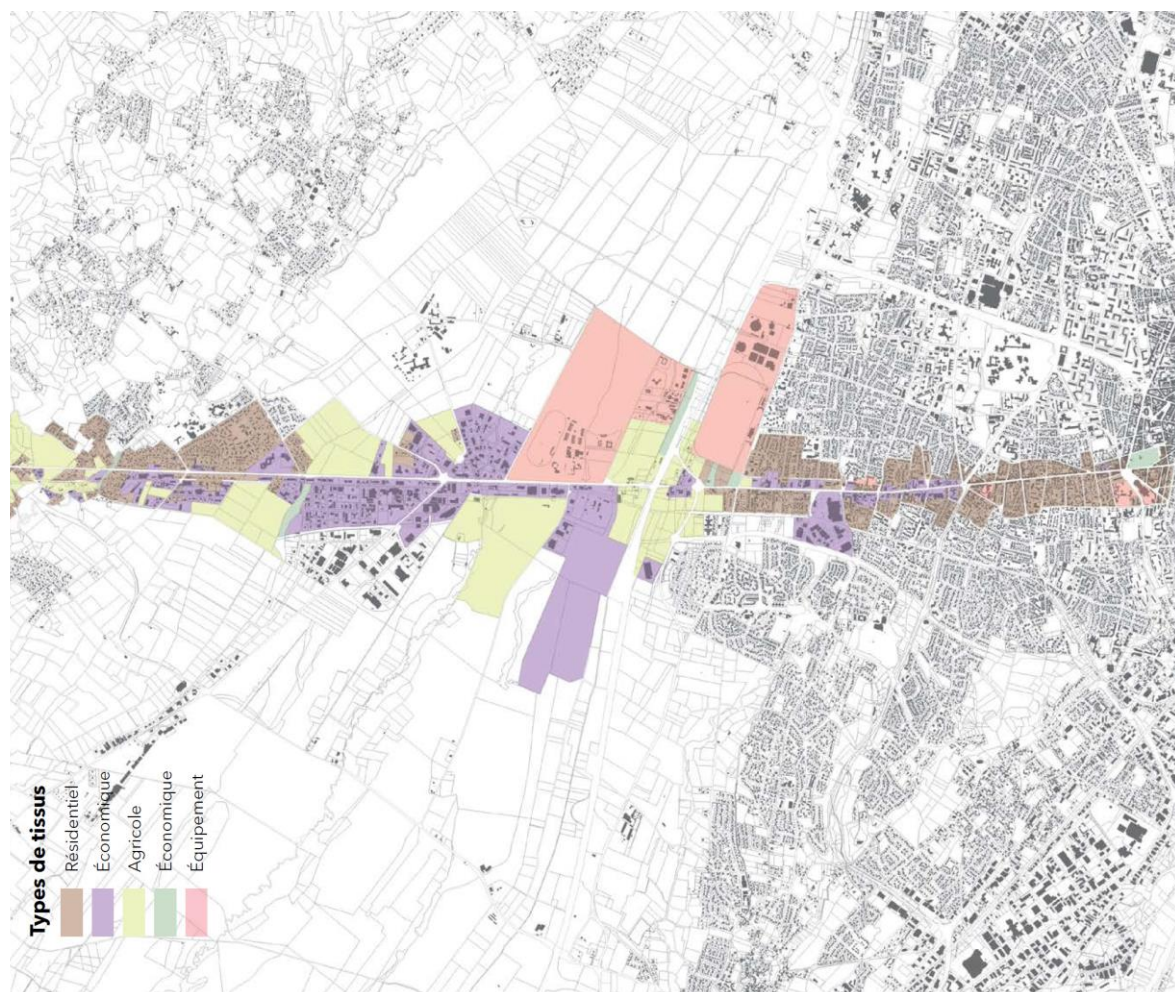 Types de tissus
Résidentiel
Économique
Agricole
Économique
Équipement